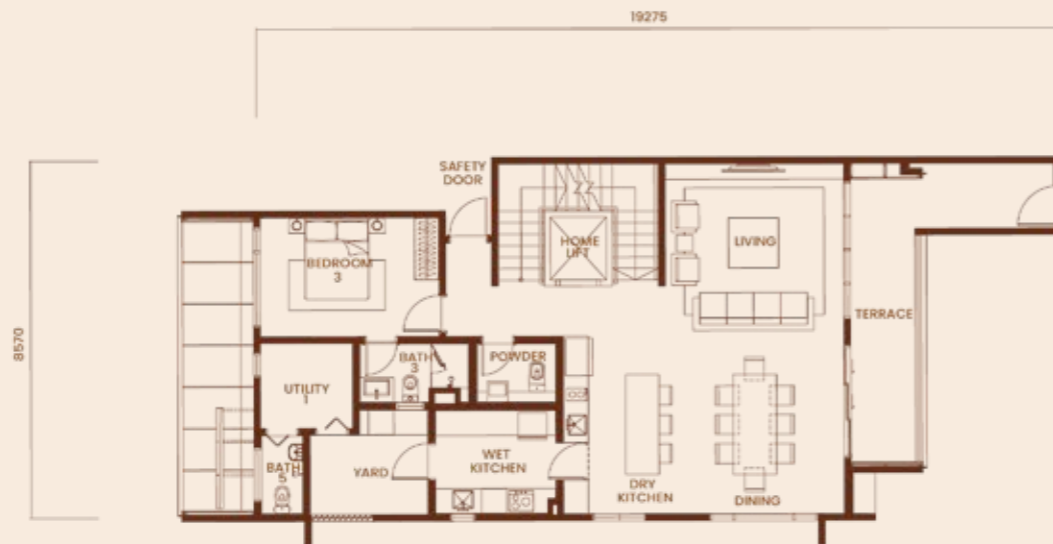 19275
SAFETY
DOOR
HOME
LIFT
LIVING
BEDROOM
3
8570
TERRACE
BATH
3
POWDER
UTILITY
1
WET
KITCHEN
YARD
BATH
5
DRY
KITCHEN
DINING